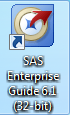 SAS
Enterprise
Guide 6.1
(32-bit)